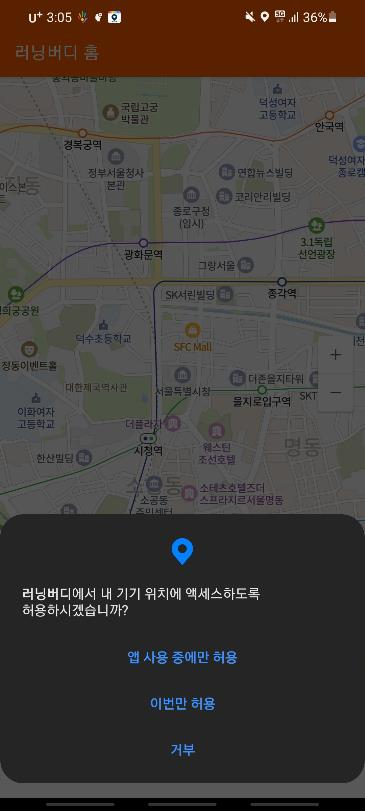 U+ 3:05
5G 36%
러닝버디 홈
국립고궁
박물관
덕성여자
고등학교
안국역
경복궁역
정부서울청사
본관
연합뉴스빌딩
덕성여자
종로캠
코리안리빌딩
종로구청
(임시)
광화문역
3.1독립
선언광장
그랑서울
종각역
경희궁공원
SK서린빌딩
덕수초등학교
SFC Mall
정동이벤트홀
대한제국역사관
서울특별시청
더존을지타워
을지로입구역
SKT
이화여자
고등학교
더플라자
시청역
웨스틴
조선호텔
명동
한산빌딩
소공동
소공동
주민센터
소테츠호텔즈더
스프라지르서울명동
+
−
러닝버디에서 내 기기 위치에 액세스하도록
허용하시겠습니까?
앱 사용 중에만 허용
이번만 허용
거부